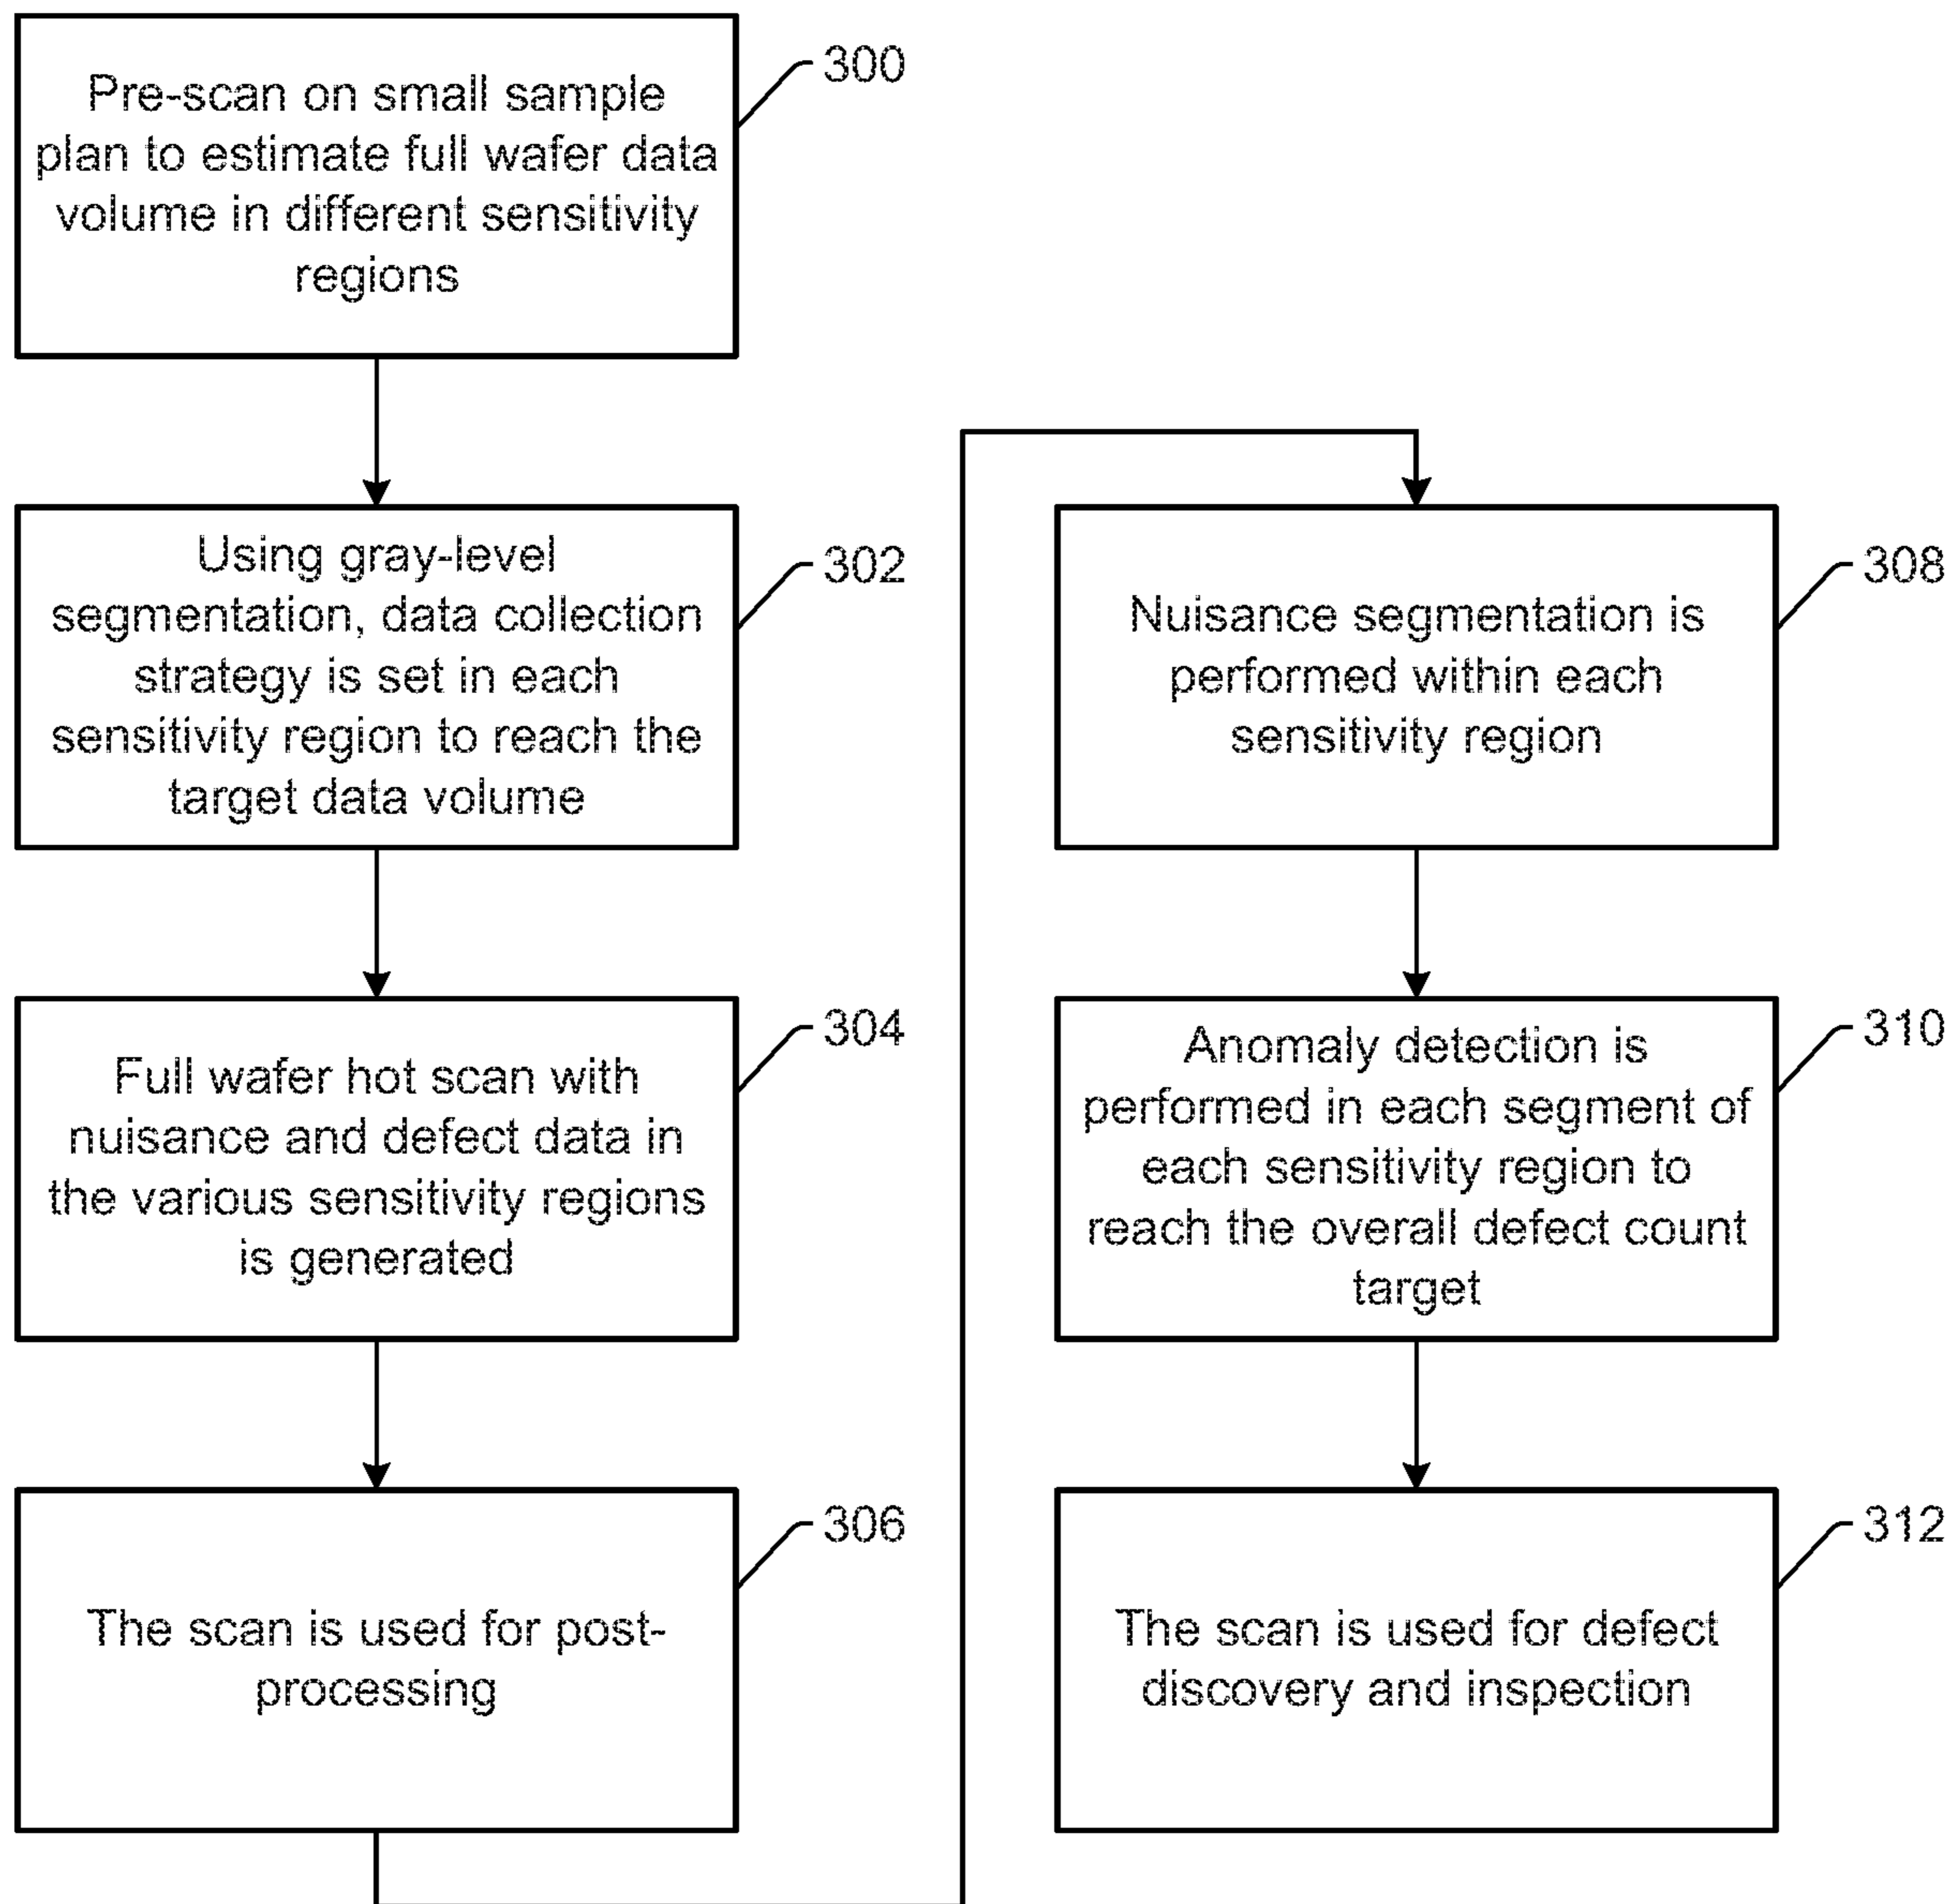 Pre-scan on small sample
plan to estimate full wafer data
volume in different sensitivity
regions
300
Using gray-level
segmentation, data collection
strategy is set in each
sensitivity region to reach the
target data volume
302
Full wafer hot scan with
nuisance and defect data in
the various sensitivity regions
is generated
304
The scan is used for post-
processing
306
Nuisance segmentation is
performed within each
sensitivity region
308
Anomaly detection is
performed in each segment of
each sensitivity region to
reach the overall defect count
target
310
The scan is used for defect
discovery and inspection
312